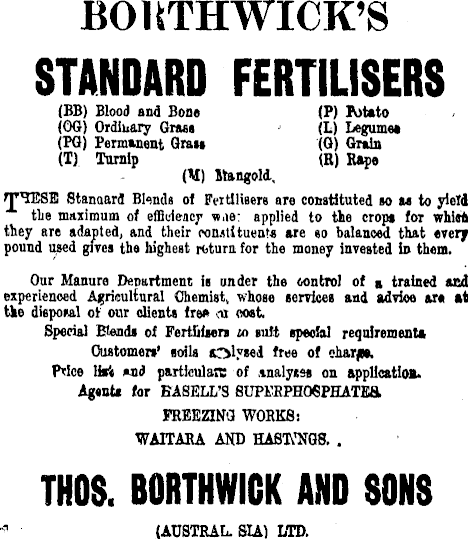 BORTHWICK'S
STANDARD FERTILISERS
(BB) Blood and Bone (P) Potato
(OG) Ordinary Grass (L) Legumes
(PG) Permanent Grass (G) Grain
(T) Turnip (R) Rape
(M) Mangold.
THESE Standard Blends of Fertilisers are constituted so as to yield
the maximum of efficiency when applied to the crops for which
they are adapted, and their constituents are so balanced that every
pound used gives the highest return for the money invested in them.
Our Manure Department is under the control of a trained and
experienced Agricultural Chemist, whose services and advice are at
the disposal of our clients free of cost.
Special Blends of Fertilisers to suit special requirements
Customers' soils analysed free of charge.
Price list and particulars of analyses on application.
Agents for SUPERPHOSPHATES.
FREEZING WORKS:
WAITARA AND HASTINGS.
THOS. BORTHWICK AND SONS
(AUSTRALASIA) LTD.